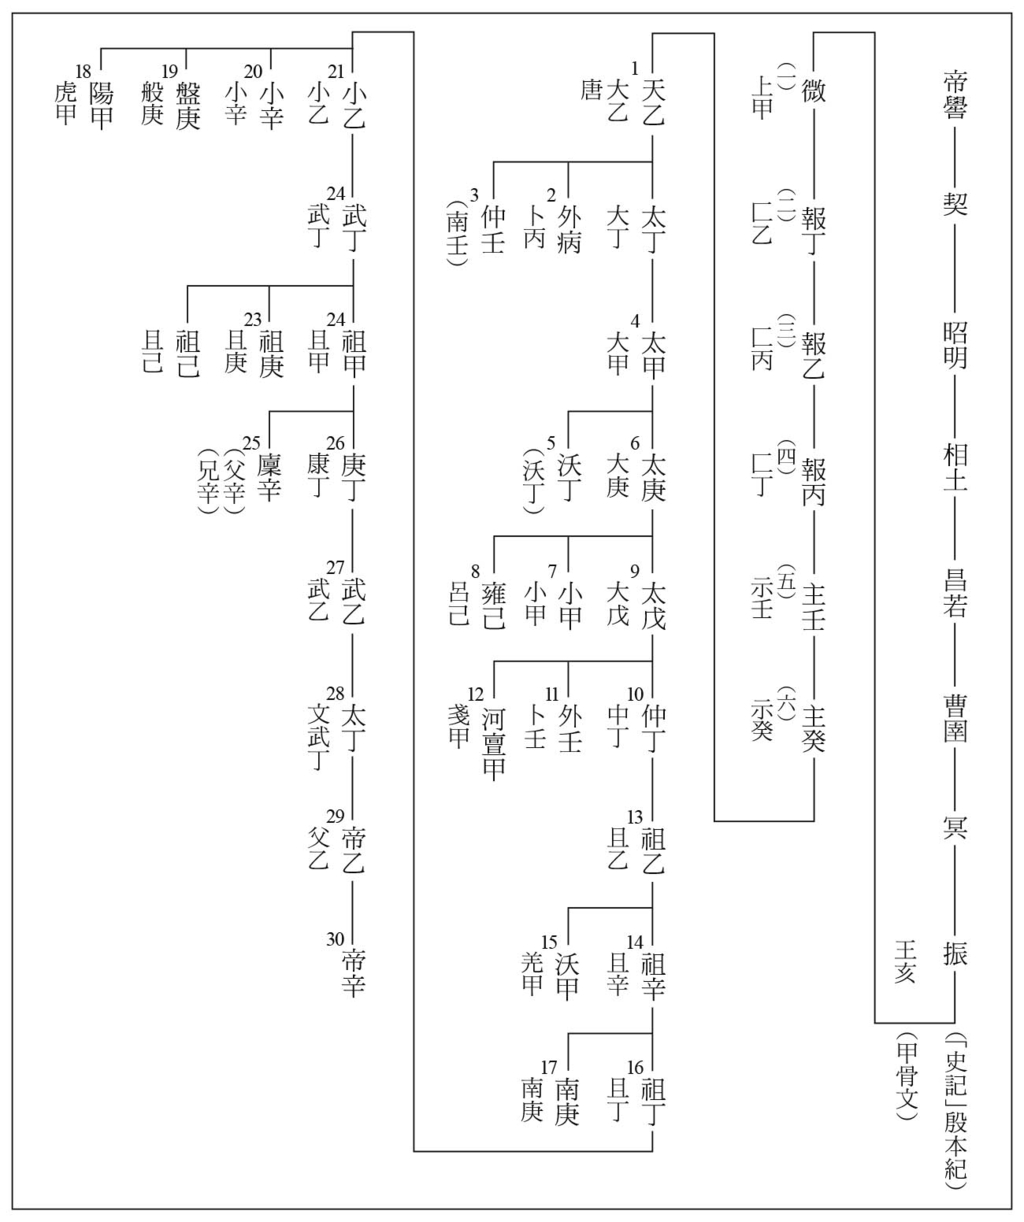 帝嚳
契
昭明
相土
昌若
曹圉
冥
振
（「史記」殷本紀）
王亥
（甲骨文）
微
（一）
上甲
報丁
（二）
匚乙
報乙
（三）
匚丙
報丙
（四）
匚丁
主壬
（五）
示壬
主癸
（六）
示癸
1
天乙
大乙
唐
太丁
大丁
2
外病
卜丙
3
仲壬
（南壬）
4
太甲
大甲
6
太庚
大庚
5
沃丁
（沃丁）
9
太戊
大戊
7
小甲
小甲
8
雍己
呂己
10
仲丁
中丁
11
外壬
卜壬
12
河亶甲
戔甲
13
祖乙
且乙
14
祖辛
且辛
15
沃甲
羌甲
16
祖丁
且丁
17
南庚
南庚
21
小乙
小乙
20
小辛
小辛
19
盤庚
般庚
18
陽甲
虎甲
24
武丁
武丁
24
祖甲
且甲
23
祖庚
且庚
祖己
且己
26
庚丁
康丁
25
廩辛
（父辛）
（兄辛）
27
武乙
武乙
28
太丁
文武丁
29
帝乙
父乙
30
帝辛